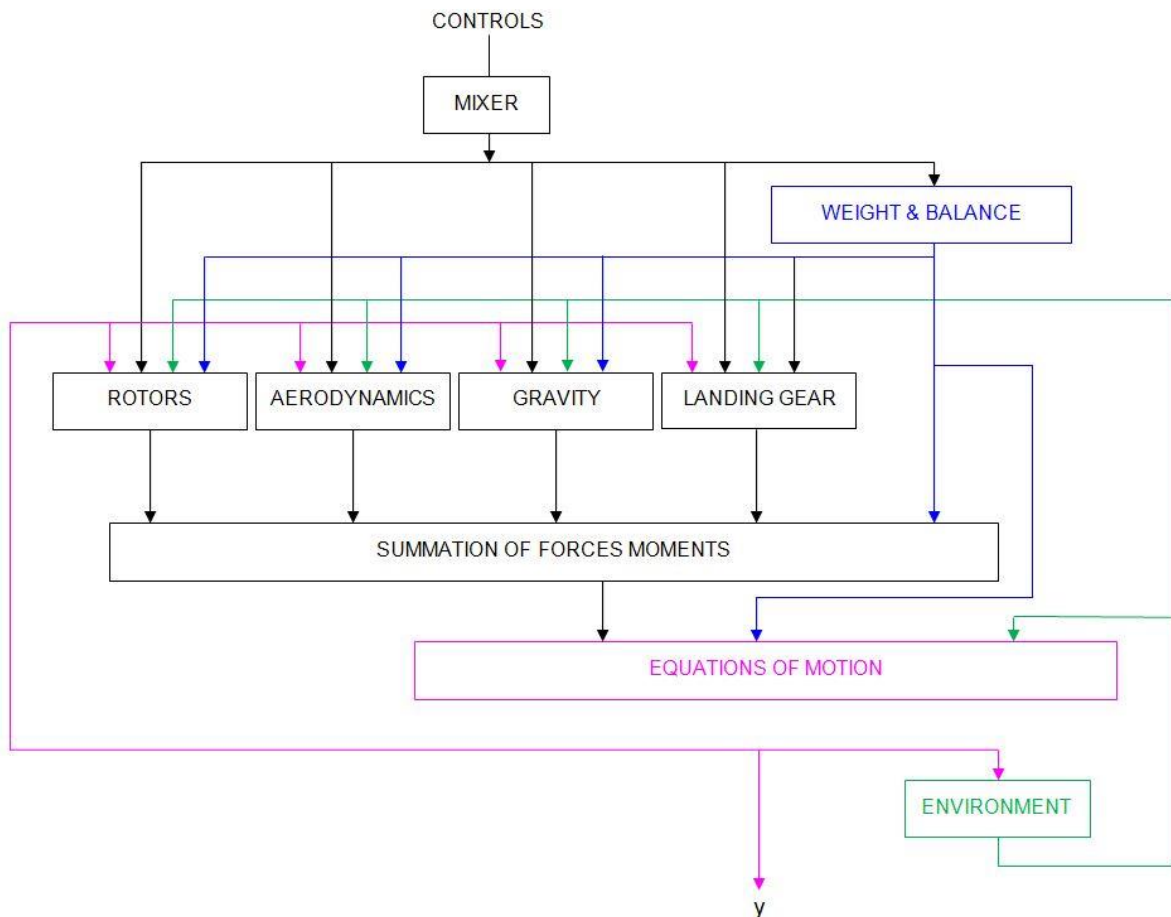 CONTROLS
MIXER
WEIGHT & BALANCE
ROTORS
AERODYNAMICS
GRAVITY
LANDING GEAR
SUMMATION OF FORCES MOMENTS
EQUATIONS OF MOTION
ENVIRONMENT
y